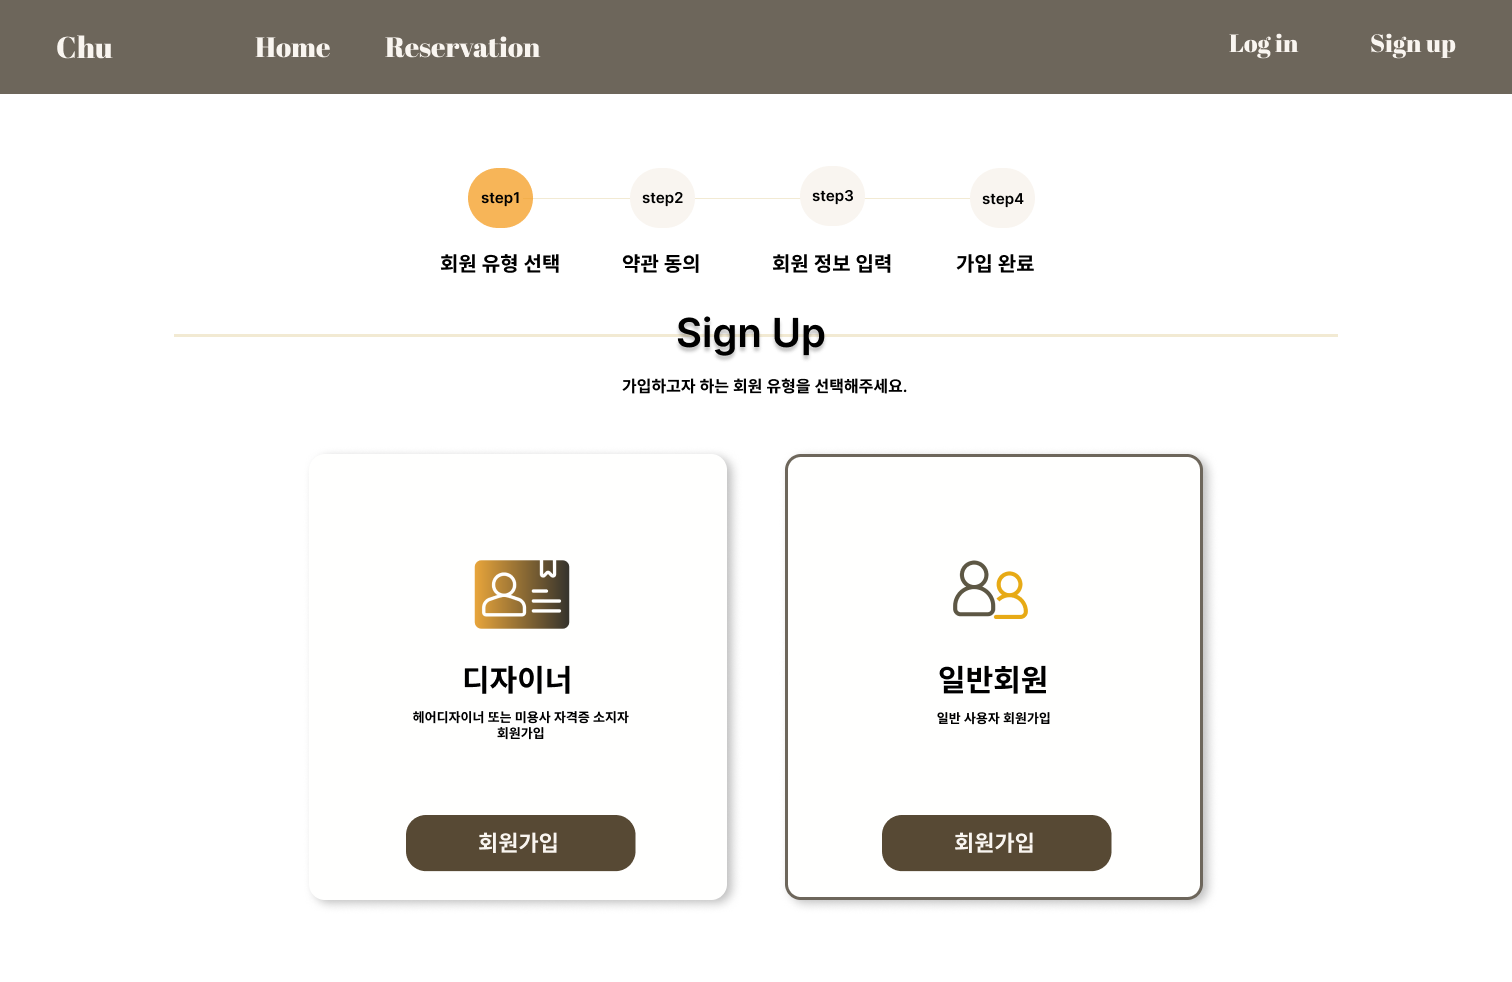 Chu Home Reservation Log in Sign up
step1 step2 step3 step4
회원 유형 선택 약관 동의 회원 정보 입력 가입 완료
Sign Up
가입하고자 하는 회원 유형을 선택해주세요.
디자이너
헤어디자이너 또는 미용사 자격증 소지자
회원가입
회원가입
일반회원
일반 사용자 회원가입
회원가입